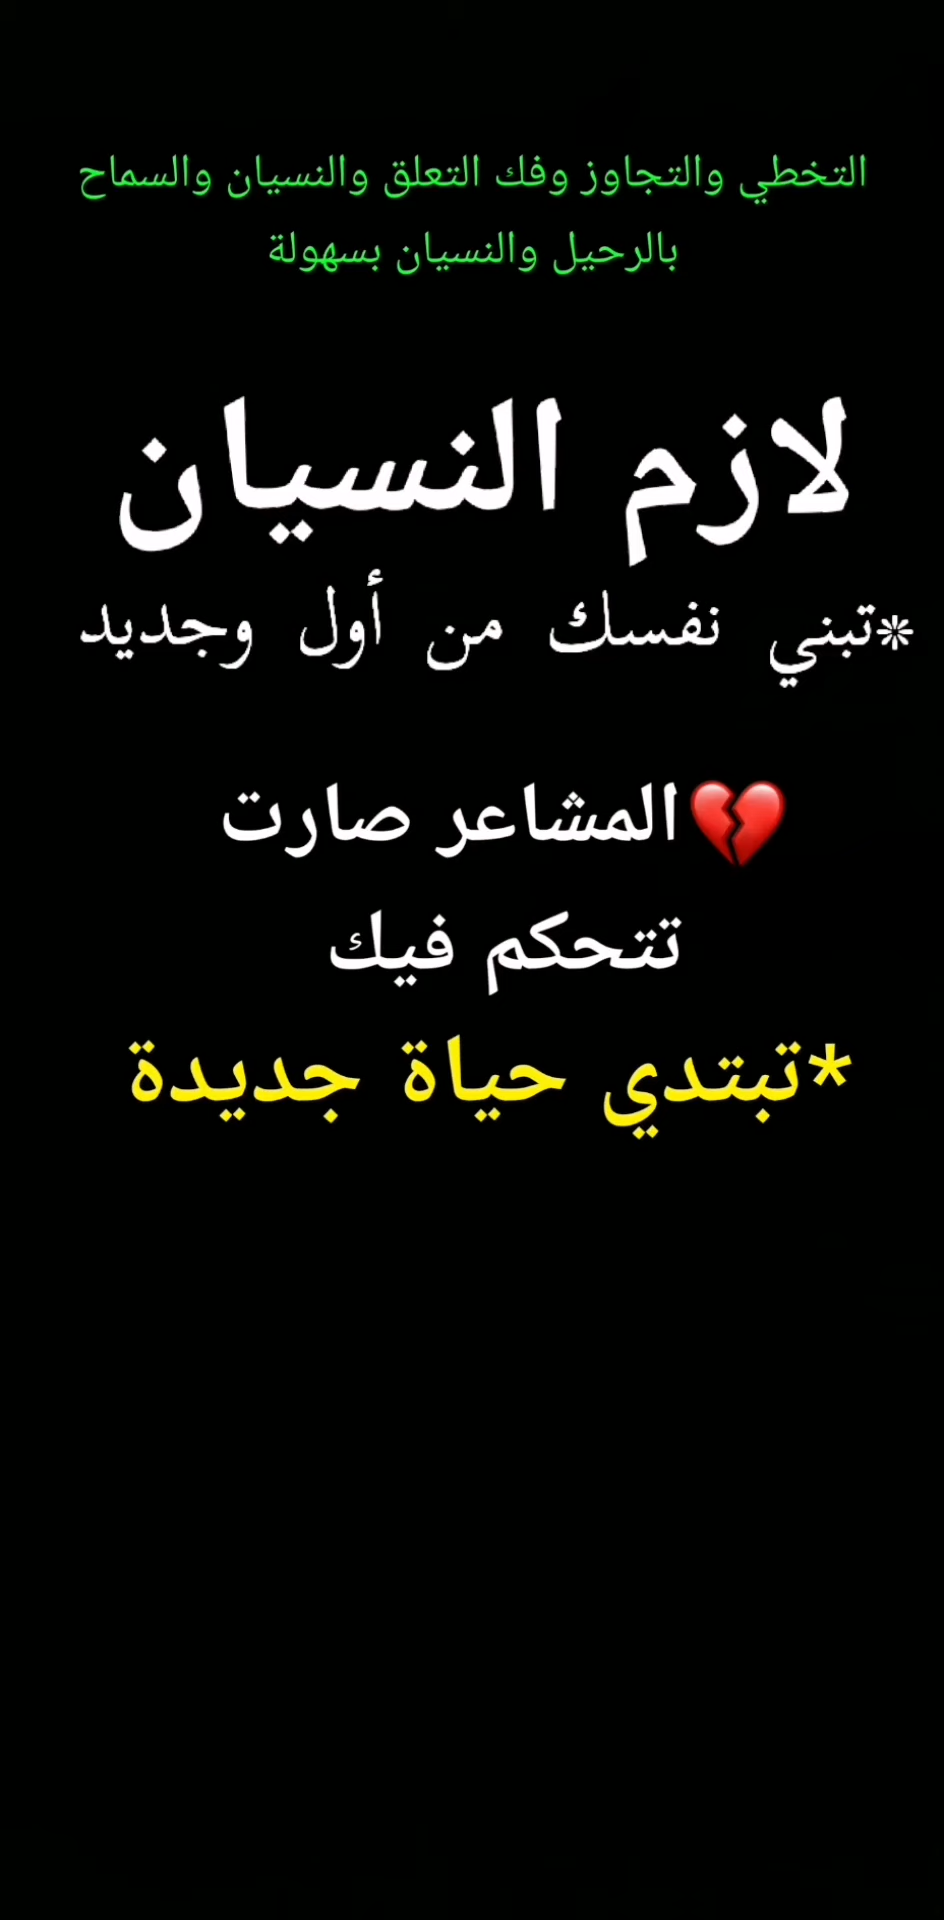 التخطي والتجاوز وفك التعلق والنسيان والسماح
بالرحيل والنسيان بسهولة
لازم النسيان
*تبني نفسك من أول وجديد
💔المشاعر صارت
تتحكم فيك
*تبتدي حياة جديدة